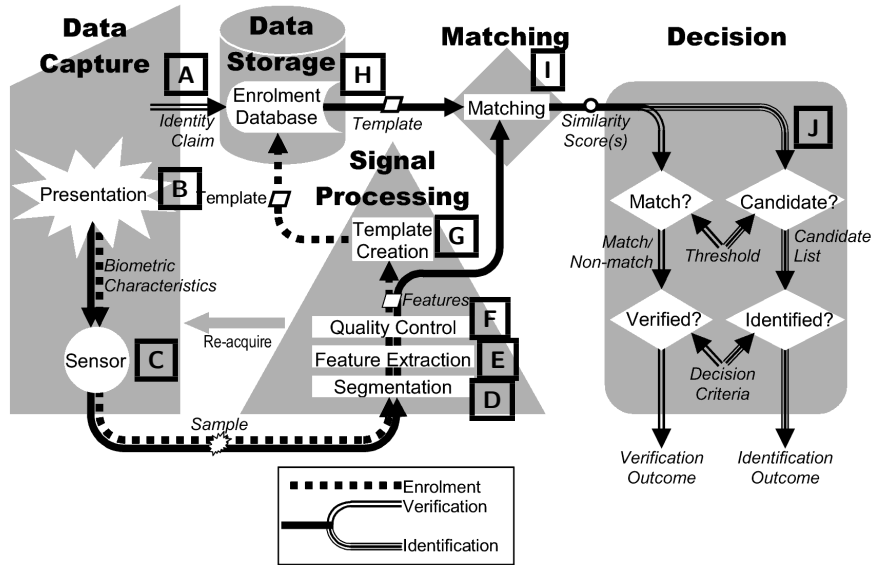 Data
Capture
Data
Storage
Matching
Decision
A
H
I
J
Identity
Claim
Enrolment
Database
Template
Matching
Similarity
Score(s)
Presentation
B
Template
Signal
Processing
Template
Creation
G
Match?
Candidate?
Match/
Non-match
Threshold
Candidate
List
Biometric
Characteristics
Features
Re-acquire
Quality Control
F
Verified?
Identified?
Sensor
C
Feature Extraction
E
Segmentation
D
Decision
Criteria
Sample
Verification
Outcome
Identification
Outcome
Enrolment
Verification
Identification